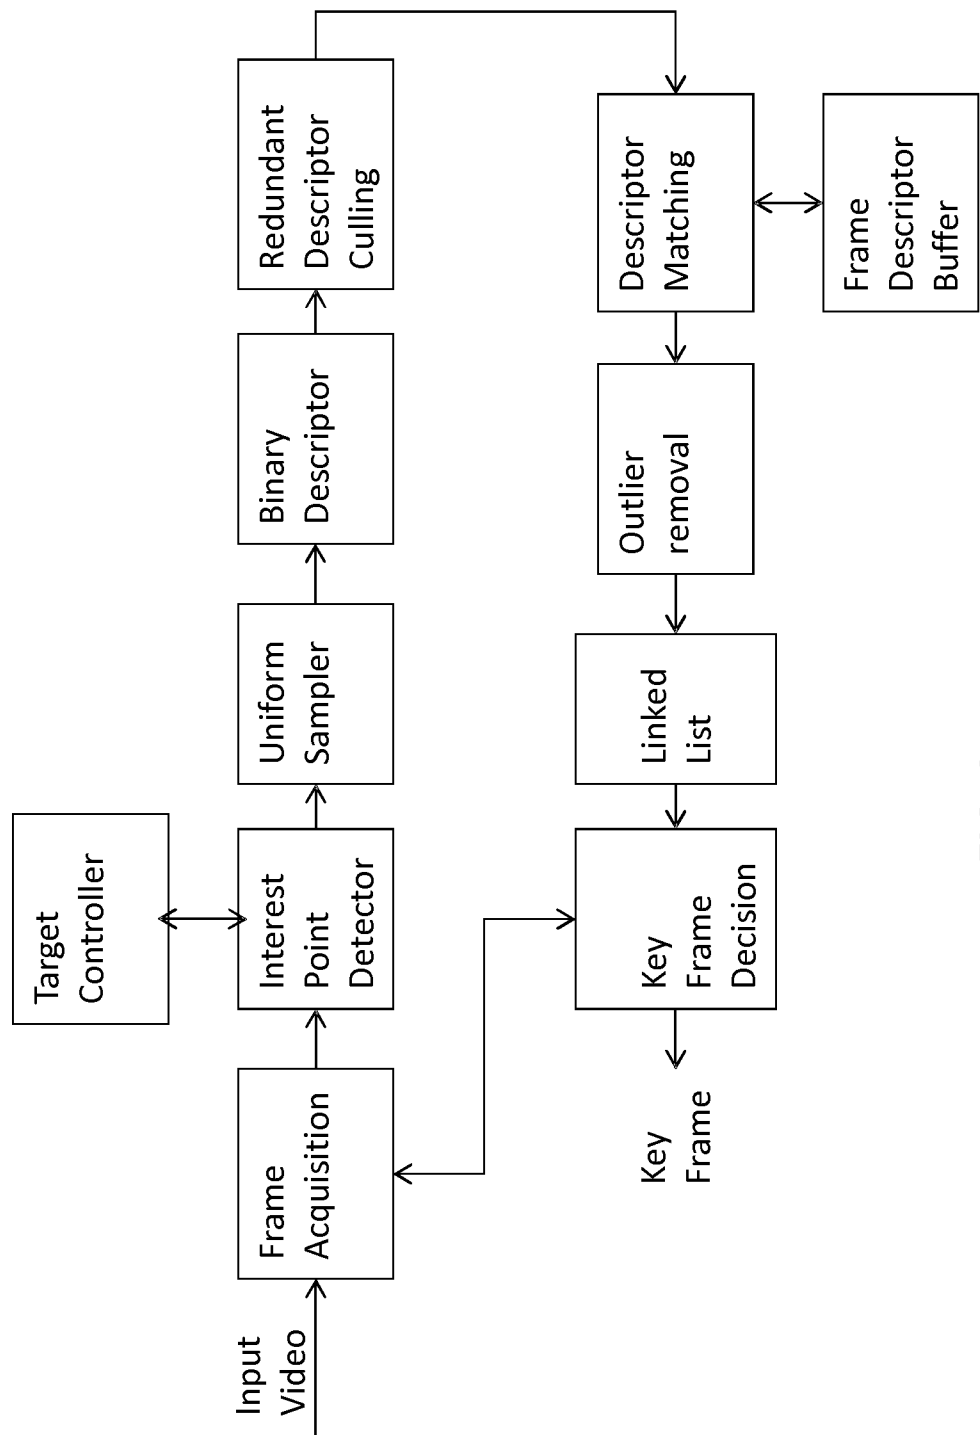 Target
Controller
Input
Video
Frame
Acquisition
Interest
Point
Detector
Uniform
Sampler
Binary
Descriptor
Redundant
Descriptor
Culling
Key
Frame
Key
Frame
Decision
Linked
List
Outlier
removal
Descriptor
Matching
Frame
Descriptor
Buffer